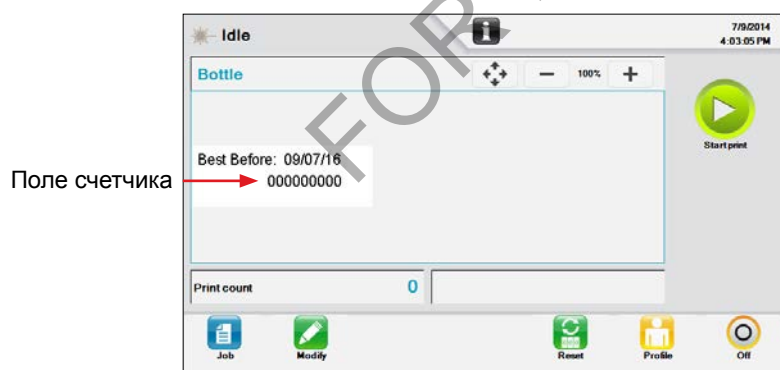 Idle
7/9/2014
4:03:05 PM
Bottle
100%
Start print
Best Before: 09/07/16
Поле счетчика
000000000
Print count
0
Job
Modify
Reset
Profile
Off
FOR